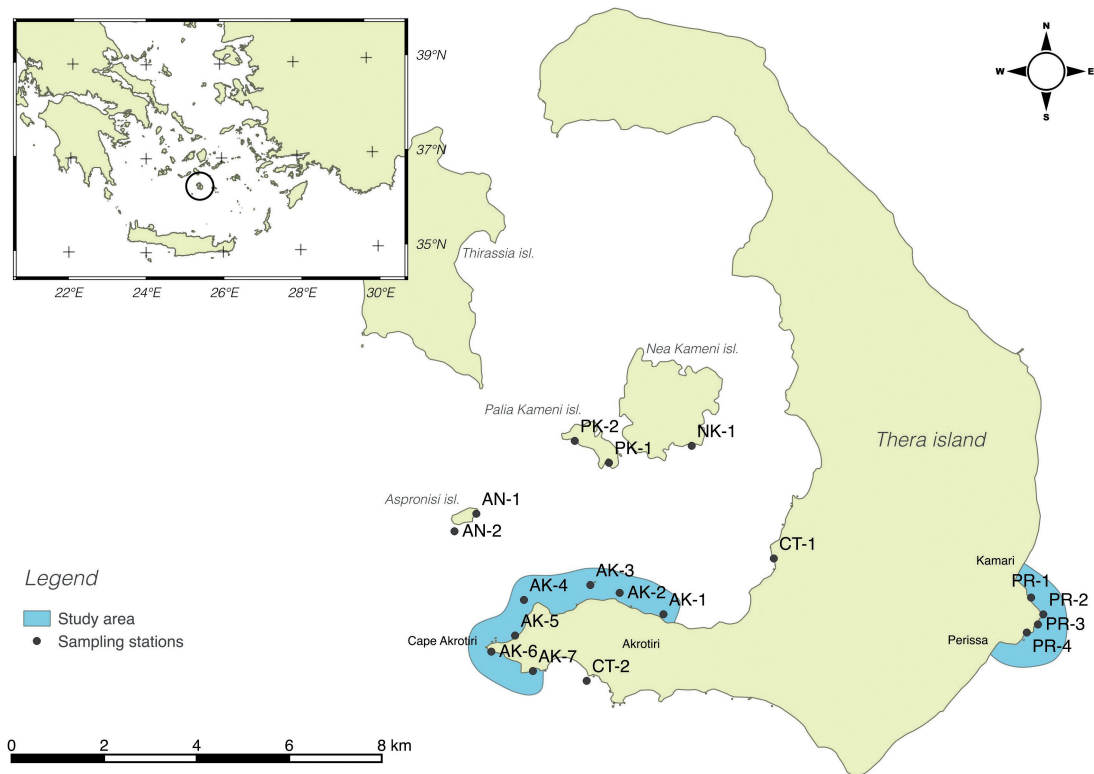 39°N
37°N
35°N
22°E 24°E 26°E 28°E 30°E
N
W E
S
Thirassia isl.
Nea Kameni isl.
Palia Kameni isl.
PK-2
PK-1
NK-1
Thera island
Aspronisi isl.
AN-1
AN-2
CT-1
Kamari
PR-1
PR-2
PR-3
PR-4
Perissa
AK-3
AK-4
AK-2
AK-1
AK-5
Cape Akrotiri
Akrotiri
AK-6
AK-7
CT-2
Legend
Study area
Sampling stations
0 2 4 6 8 km